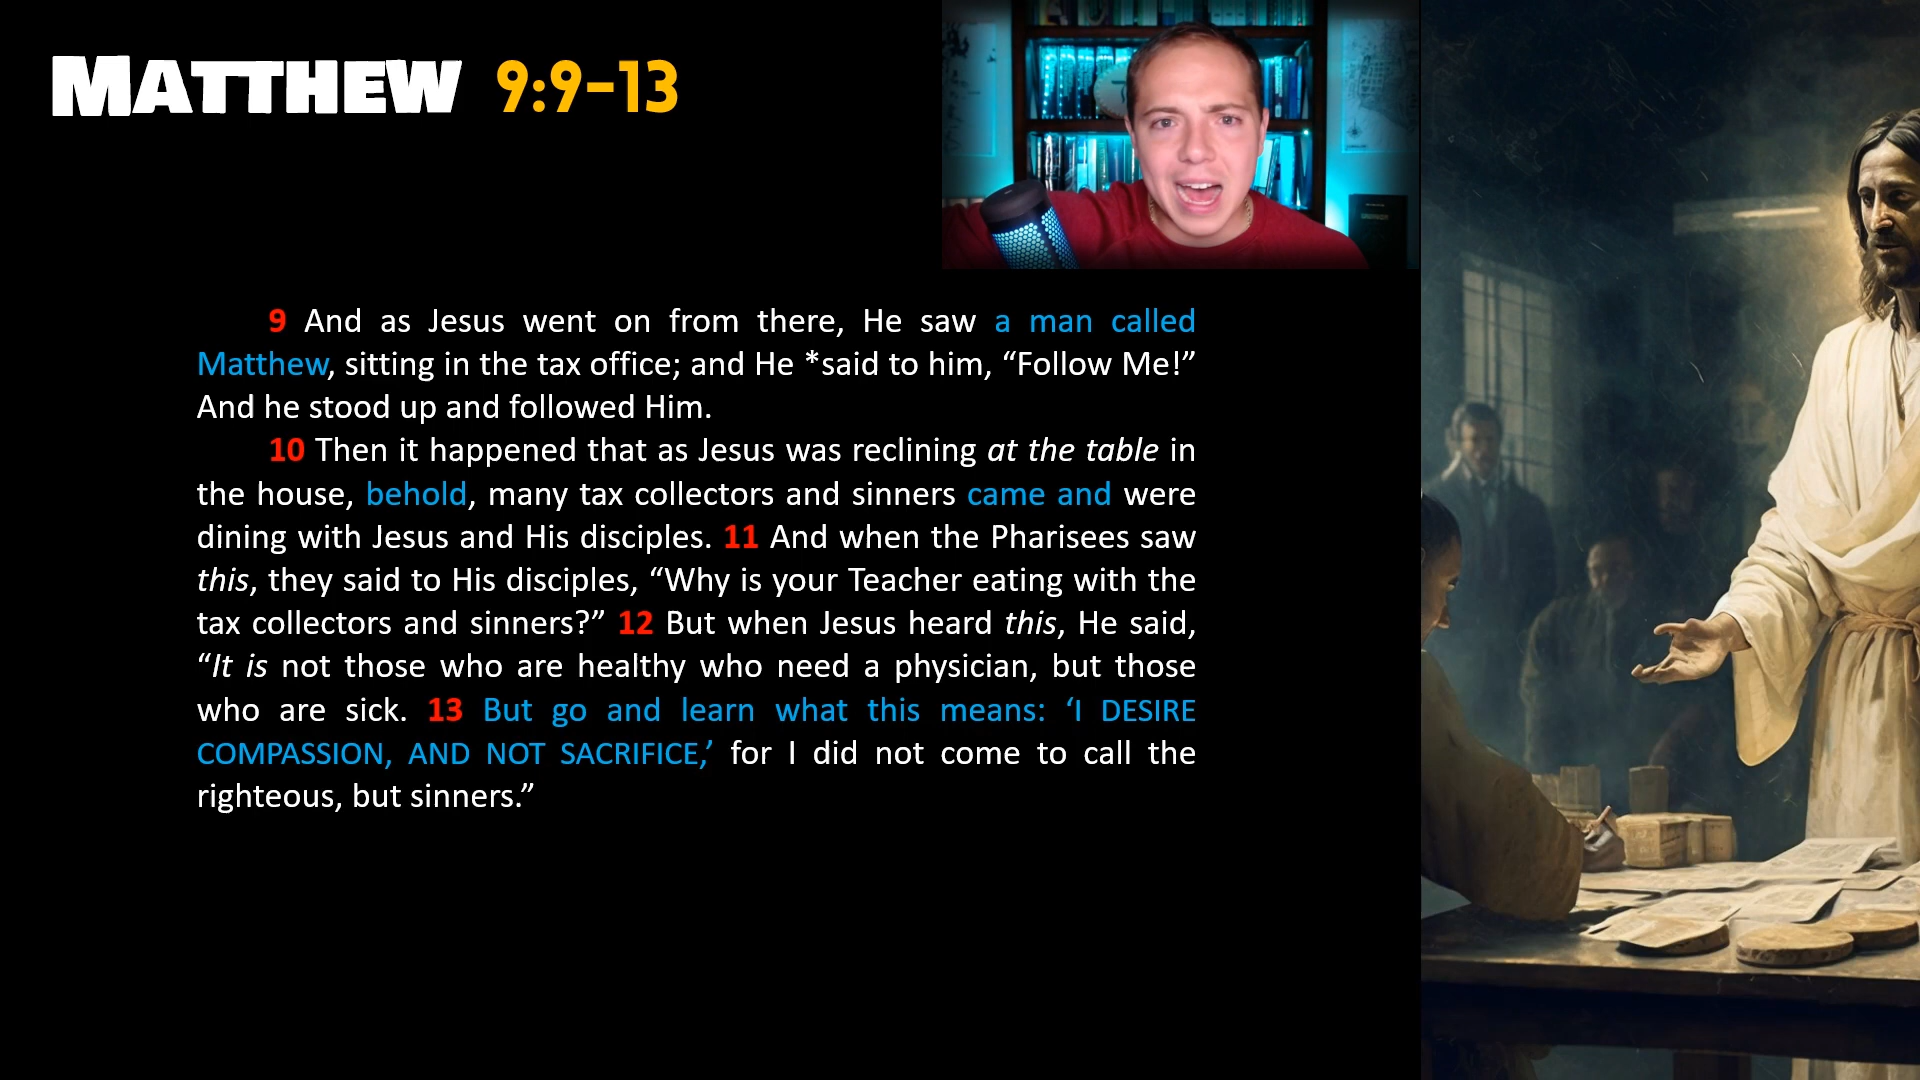 MATTHEW 9:9-13
9 And as Jesus went on from there, He saw a man called
Matthew, sitting in the tax office; and He *said to him, “Follow Me!”
And he stood up and followed Him.
10 Then it happened that as Jesus was reclining at the table in
the house, behold, many tax collectors and sinners came and were
dining with Jesus and His disciples. 11 And when the Pharisees saw
this, they said to His disciples, “Why is your Teacher eating with the
tax collectors and sinners?” 12 But when Jesus heard this, He said,
“It is not those who are healthy who need a physician, but those
who are sick. 13 But go and learn what this means: ‘I DESIRE
COMPASSION, AND NOT SACRIFICE,’ for I did not come to call the
righteous, but sinners.”